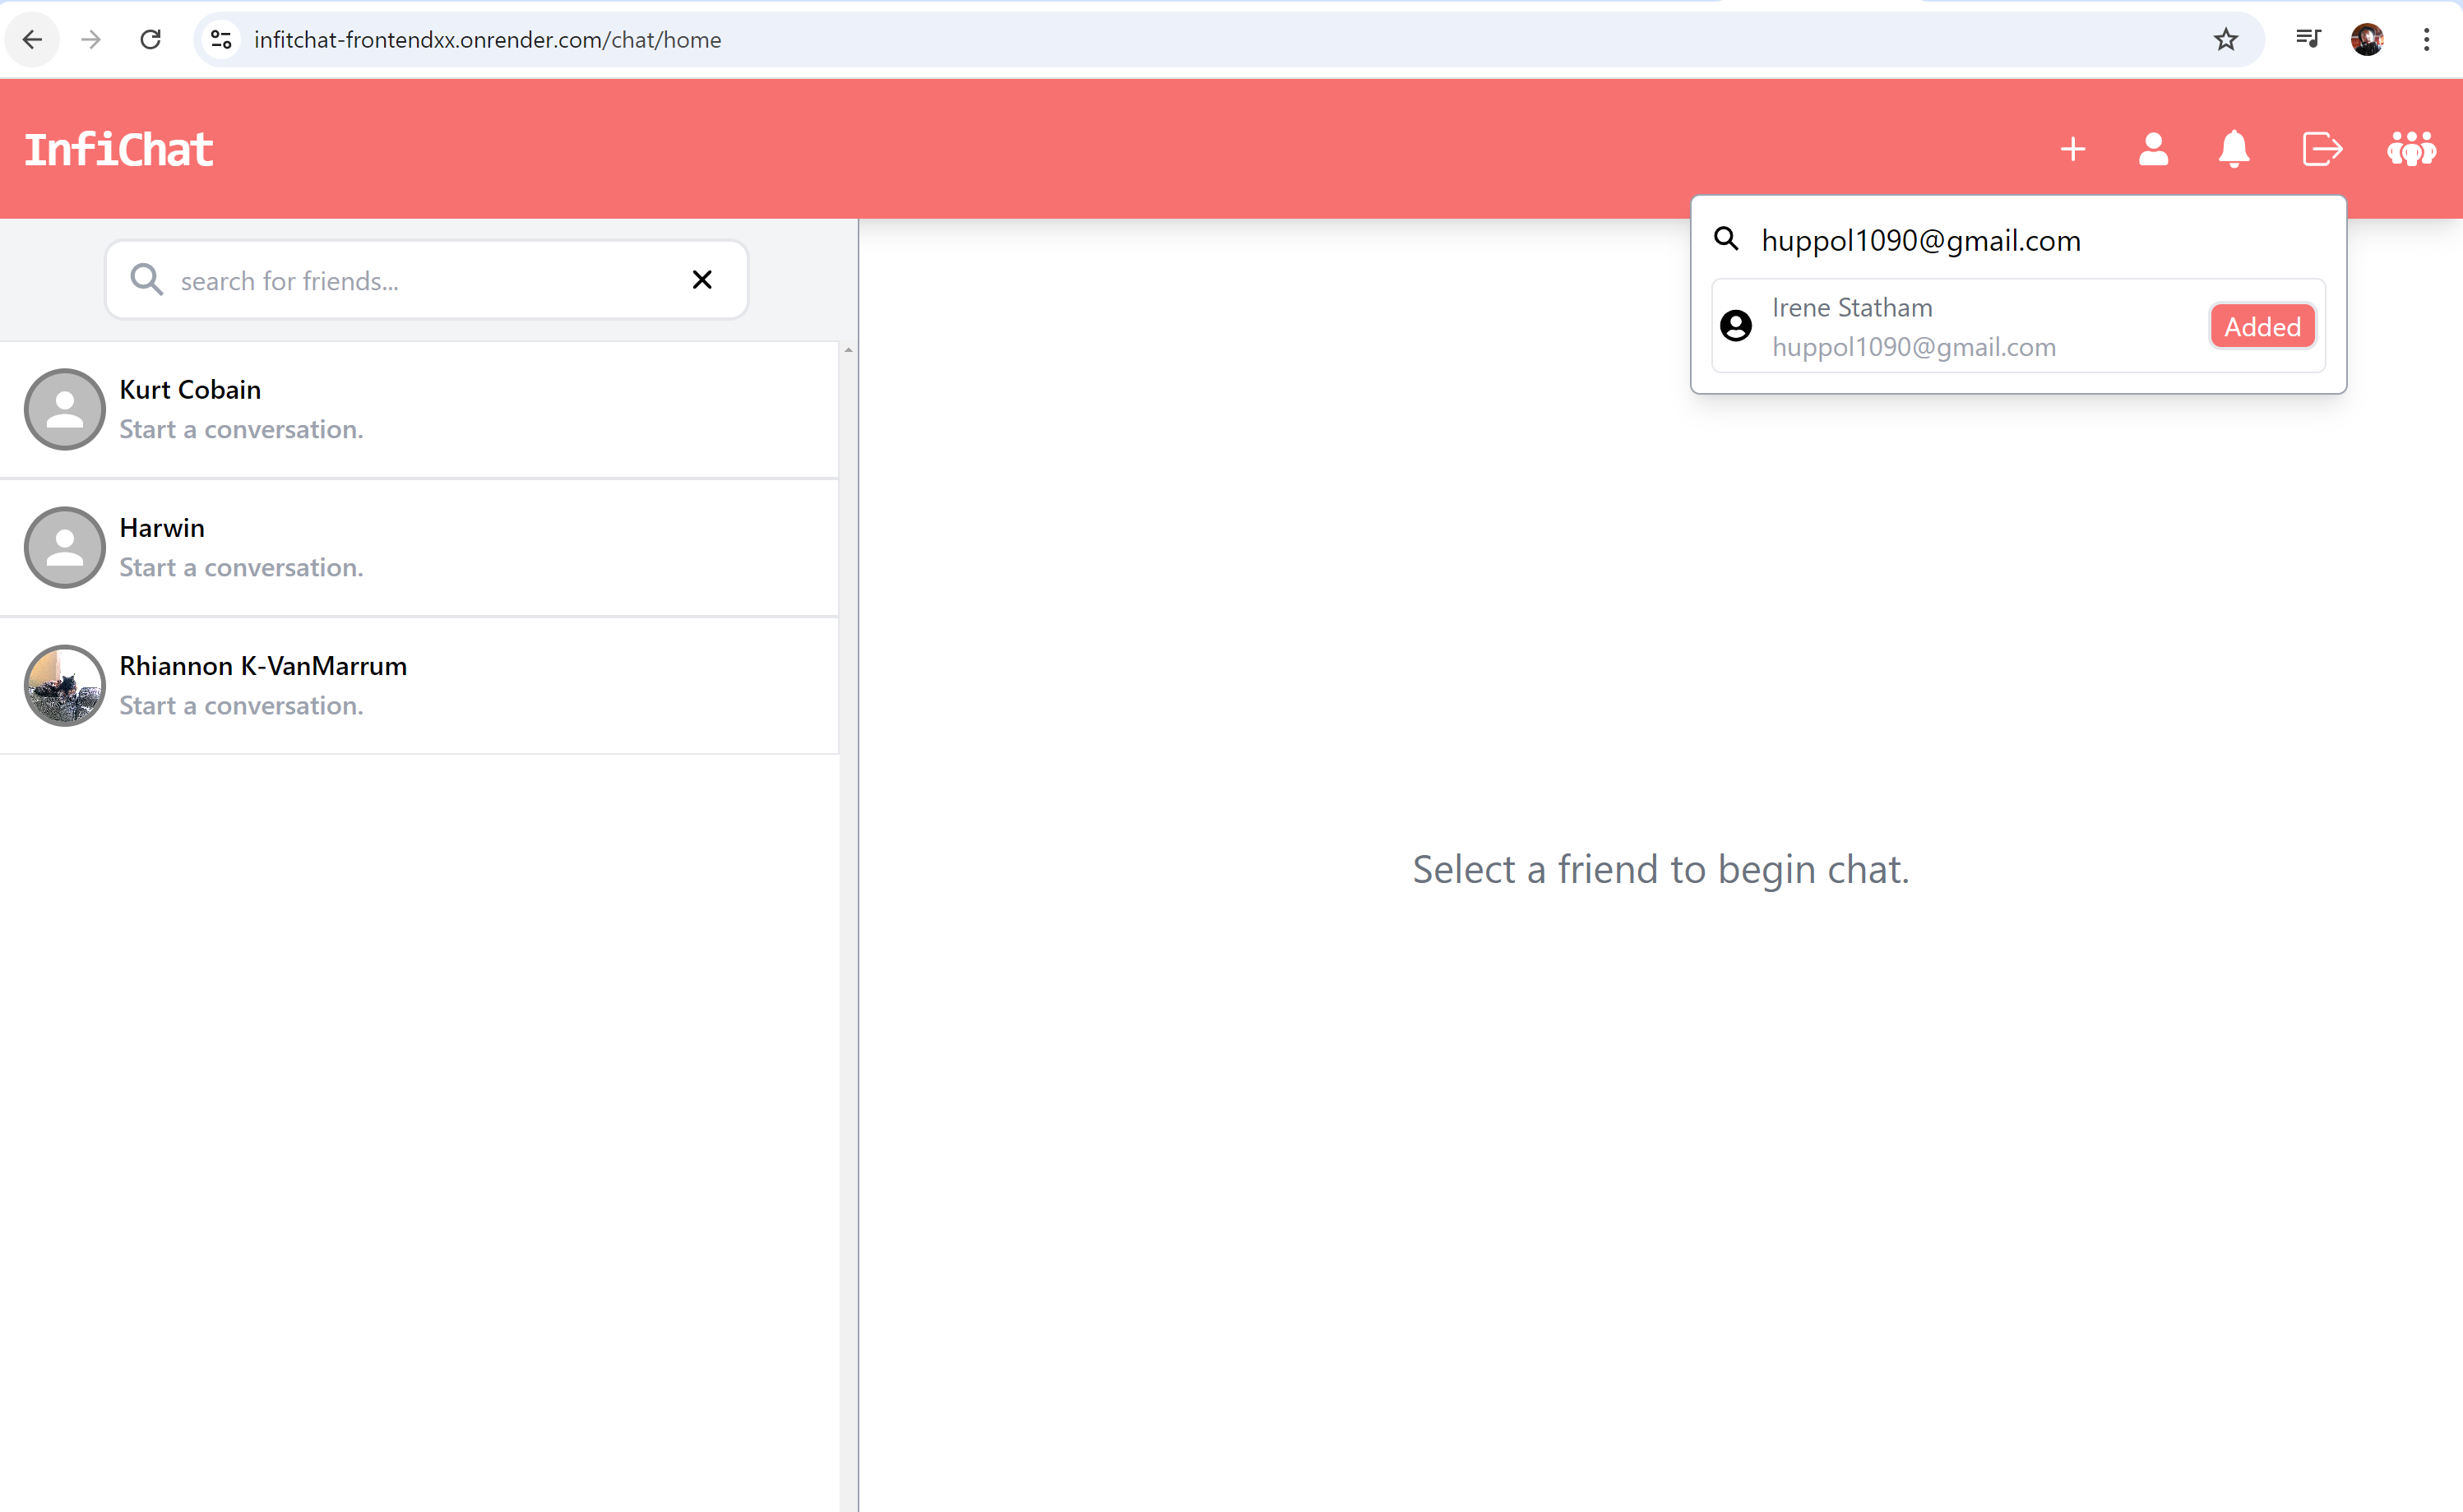 infitchat-frontendxx.onrender.com/chat/home
InfiChat
huppol1090@gmail.com
Irene Statham
huppol1090@gmail.com
Added
search for friends...
Kurt Cobain
Start a conversation.
Harwin
Start a conversation.
Rhiannon K-VanMarrum
Start a conversation.
Select a friend to begin chat.